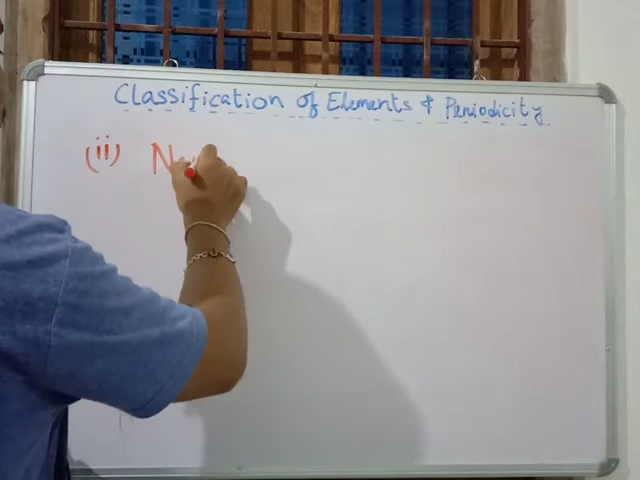 Classification of Elements & Periodicity
(ii) N